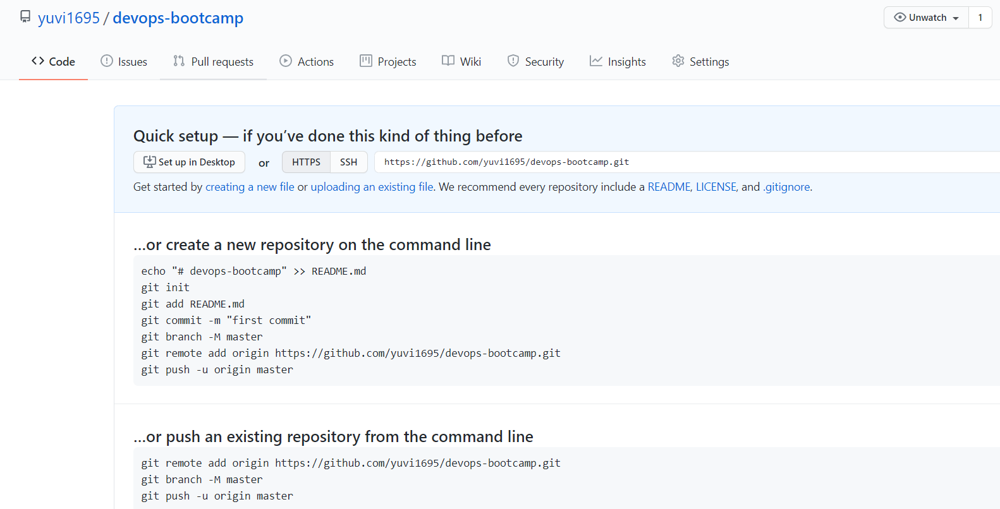 yuvi1695 / devops-bootcamp
Unwatch 1
Code Issues Pull requests Actions Projects Wiki Security Insights Settings
Quick setup — if you’ve done this kind of thing before
Set up in Desktop or HTTPS SSH https://github.com/yuvi1695/devops-bootcamp.git
Get started by creating a new file or uploading an existing file. We recommend every repository include a README, LICENSE, and .gitignore.
…or create a new repository on the command line
echo "# devops-bootcamp" >> README.md
git init
git add README.md
git commit -m "first commit"
git branch -M master
git remote add origin https://github.com/yuvi1695/devops-bootcamp.git
git push -u origin master
…or push an existing repository from the command line
git remote add origin https://github.com/yuvi1695/devops-bootcamp.git
git branch -M master
git push -u origin master